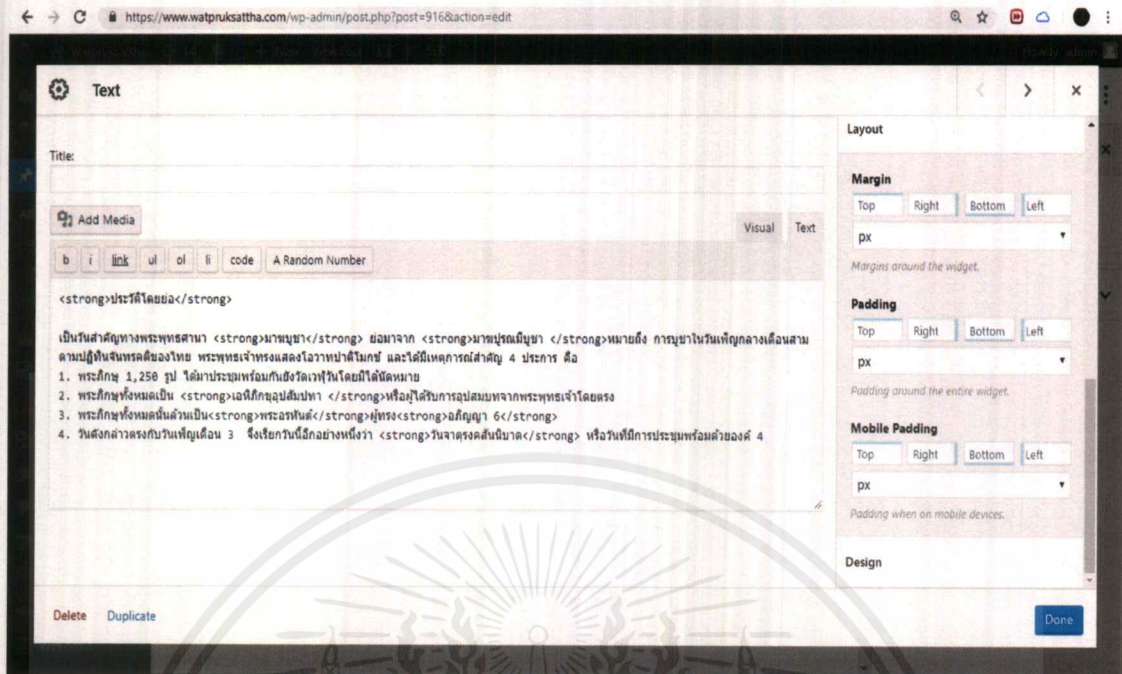 https://www.watpruksattha.com/wp-admin/post.php?post=916&action=edit
Howdy, admin
Text
Title:
Add Media
Visual Text
b i link ul ol li code A Random Number
<strong>ประวัติโดยย่อ</strong>
เป็นวันสำคัญทางพระพุทธศาสนา <strong>มาฆบูชา</strong> ย่อมาจาก <strong>มาฆปูรณมีบูชา </strong>หมายถึง การบูชาในวันเพ็ญกลางเดือนสาม
ตามปฏิทินจันทรคติของไทย พระพุทธเจ้าทรงแสดงโอวาทปาติโมกข์ และได้มีเหตุการณ์สำคัญ 4 ประการ คือ
1. พระภิกษุ 1,250 รูป ได้มาประชุมพร้อมกันยังวัดเวฬุวันโดยมิได้นัดหมาย
2. พระภิกษุทั้งหมดเป็น <strong>เอหิภิกขุอุปสัมปทา </strong>หรือผู้ได้รับการอุปสมบทจากพระพุทธเจ้าโดยตรง
3. พระภิกษุทั้งหมดนั้นล้วนเป็น<strong>พระอรหันต์</strong>ผู้ทรง<strong>อภิญญา 6</strong>
4. วันดังกล่าวตรงกับวันเพ็ญเดือน 3 จึงเรียกวันนี้อีกอย่างหนึ่งว่า <strong>วันจาตุรงคสันนิบาต</strong> หรือวันที่มีการประชุมพร้อมด้วยองค์ 4
Layout
Margin
Top Right Bottom Left
px
Margins around the widget.
Padding
Top Right Bottom Left
px
Padding around the entire widget.
Mobile Padding
Top Right Bottom Left
px
Padding when on mobile devices.
Design
Delete Duplicate
Done